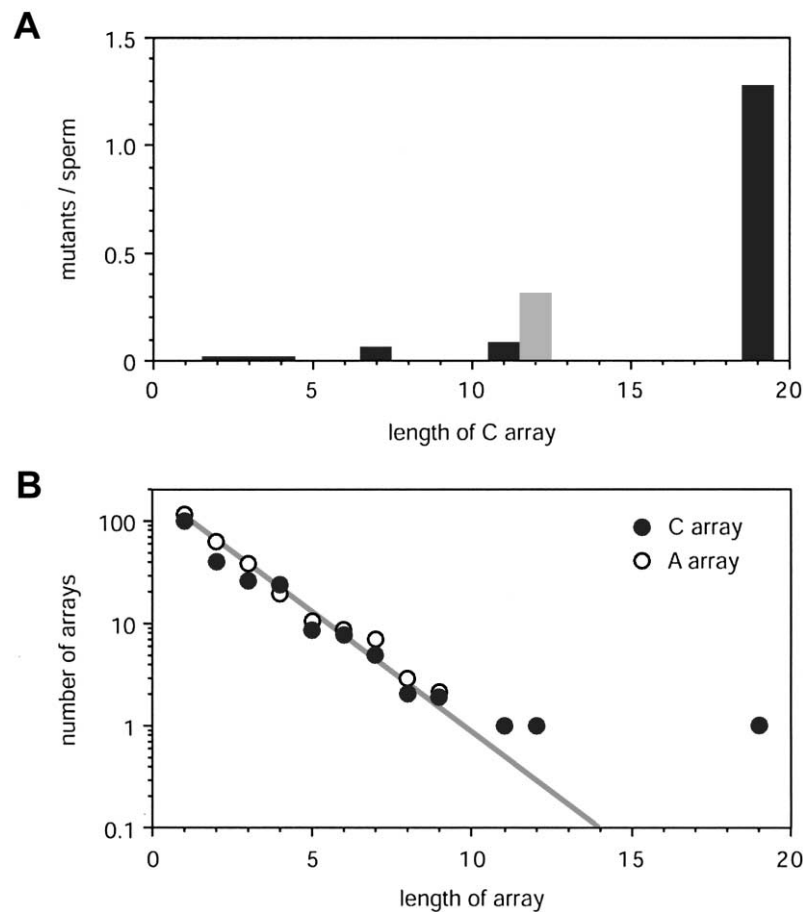 A
1.5
1.0
0.5
0
mutants / sperm
0 5 10 15 20
length of C array
B
100
10
1
0.1
number of arrays
C array
A array
0 5 10 15 20
length of array